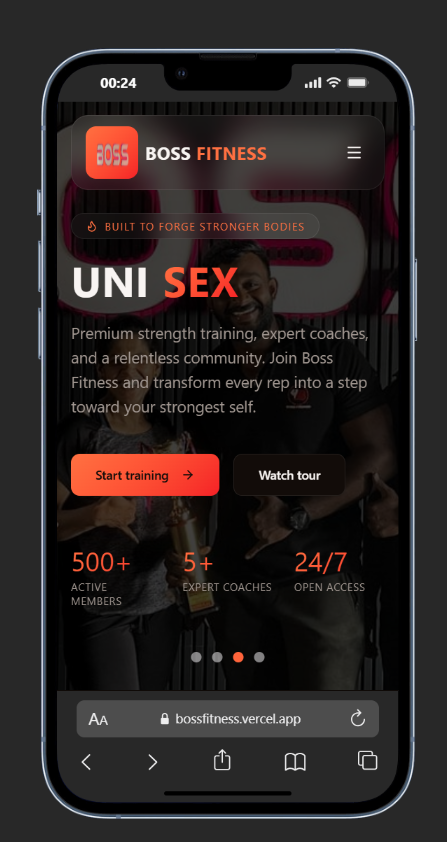 00:24
BOSS
BOSS FITNESS
BUILT TO FORGE STRONGER BODIES
UNI SEX
Premium strength training, expert coaches,
and a relentless community. Join Boss
Fitness and transform every rep into a step
toward your strongest self.
Start training →
Watch tour
500+
5+
24/7
ACTIVE
MEMBERS
EXPERT COACHES
OPEN ACCESS
AA
bossfitness.vercel.app